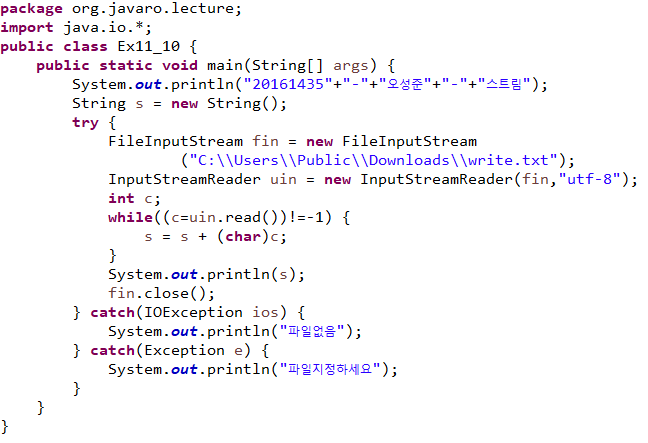 package org.javaro.lecture;
import java.io.*;
public class Ex11_10 {
    public static void main(String[] args) {
        System.out.println("20161435"+"-"+"오성준"+"-"+"스트림");
        String s = new String();
        try {
            FileInputStream fin = new FileInputStream
                    ("C:\\Users\\Public\\Downloads\\write.txt");
            InputStreamReader uin = new InputStreamReader(fin,"utf-8");
            int c;
            while((c=uin.read())!=-1) {
                s = s + (char)c;
            }
            System.out.println(s);
            fin.close();
        } catch(IOException ios) {
            System.out.println("파일없음");
        } catch(Exception e) {
            System.out.println("파일지정하세요");
        }
    }
}